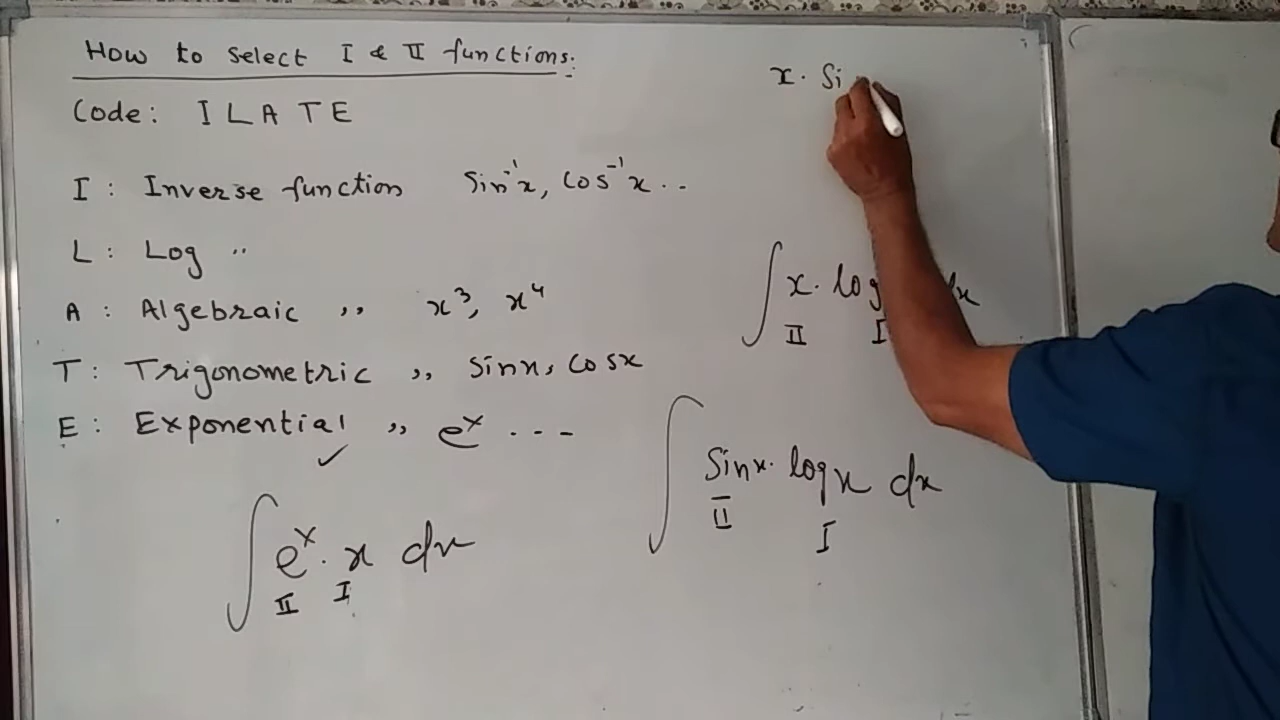 How to select I & II functions:
Code: I L A T E
I : Inverse function sin⁻¹x, cos⁻¹x ..
L : Log "
A : Algebraic ,, x³, x⁴
T : Trigonometric ,, sinx, cosx
E : Exponential ,, eˣ ---
✓
∫ eˣ . x dx
II I
x . Si
∫ x . log dx
II I
∫ Sinx . logx dx
II I